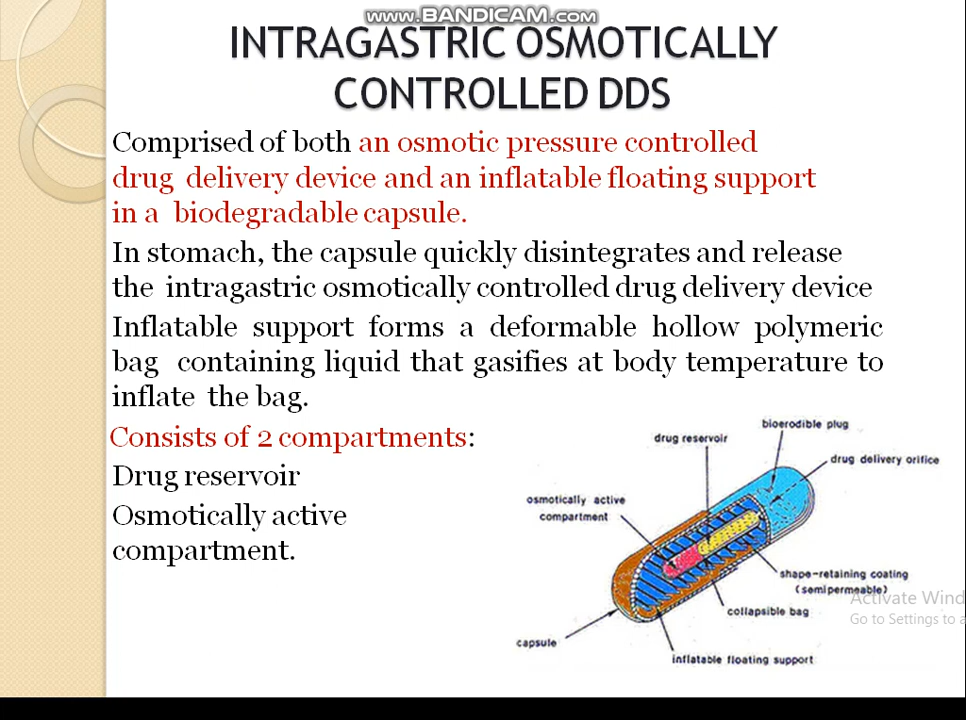 www.BANDICAM.com
INTRAGASTRIC OSMOTICALLY
CONTROLLED DDS
Comprised of both an osmotic pressure controlled
drug delivery device and an inflatable floating support
in a biodegradable capsule.
In stomach, the capsule quickly disintegrates and release
the intragastric osmotically controlled drug delivery device
Inflatable support forms a deformable hollow polymeric
bag containing liquid that gasifies at body temperature to
inflate the bag.
Consists of 2 compartments:
Drug reservoir
Osmotically active
compartment.
bioerodible plug
drug reservoir
drug delivery orifice
osmotically active
compartment
shape-retaining coating
(semipermeable)
collapsible bag
capsule
inflatable floating support
Activate Wind
Go to Settings to a